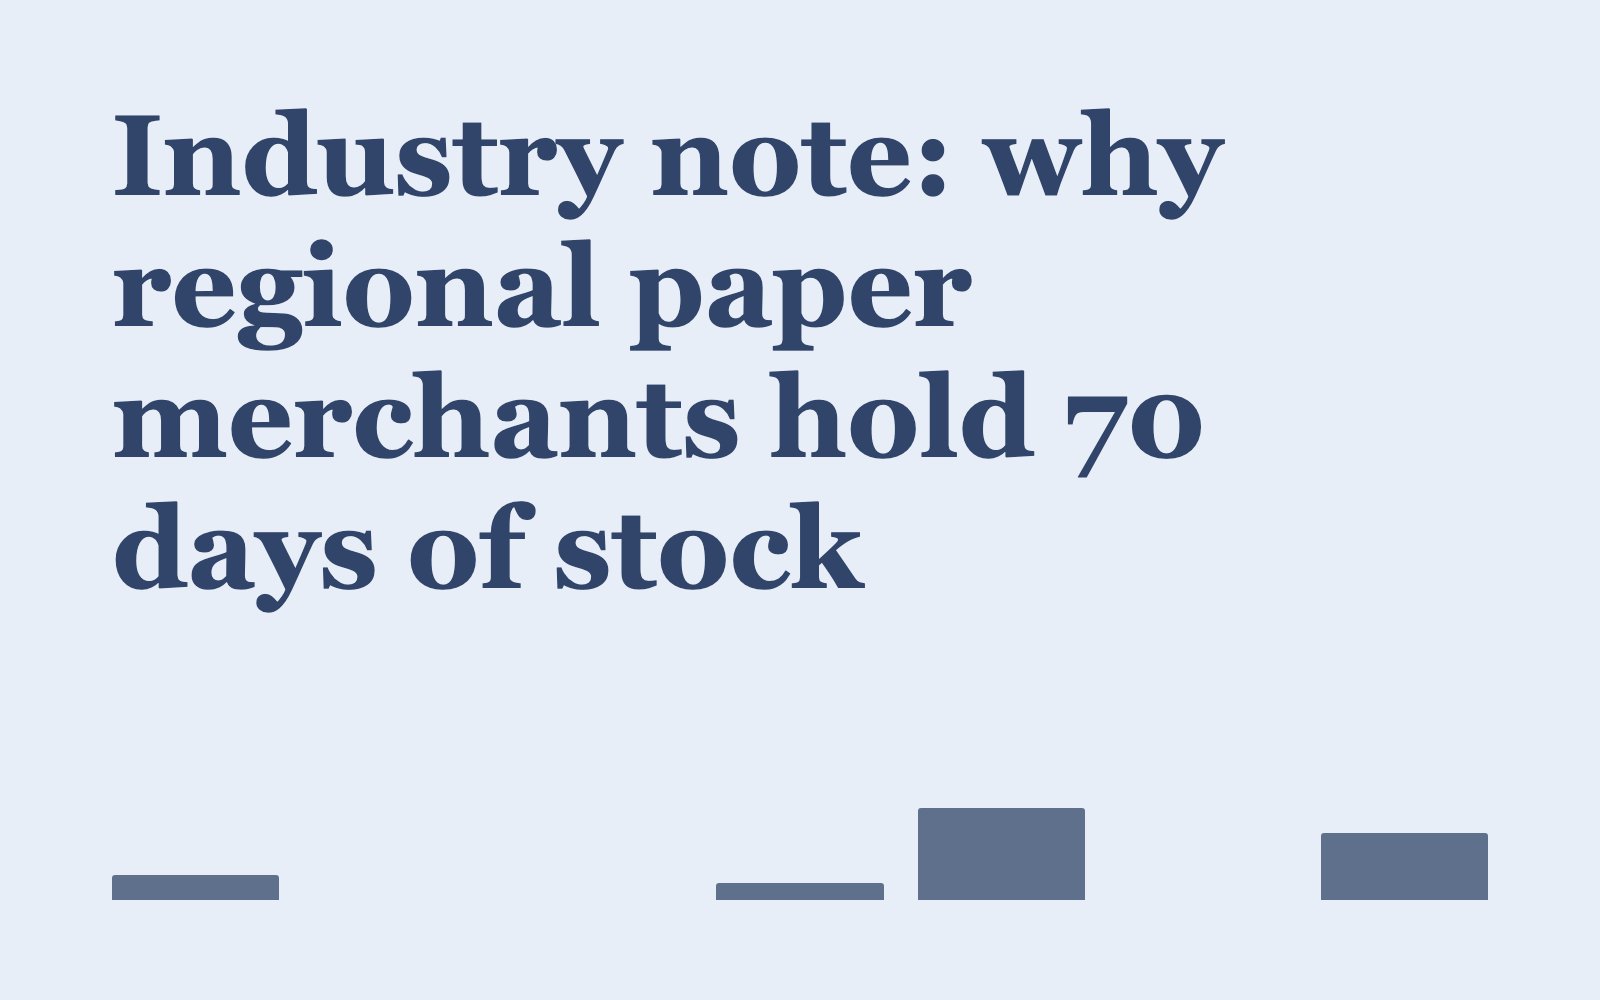 Industry note: why
regional paper
merchants hold 70
days of stock